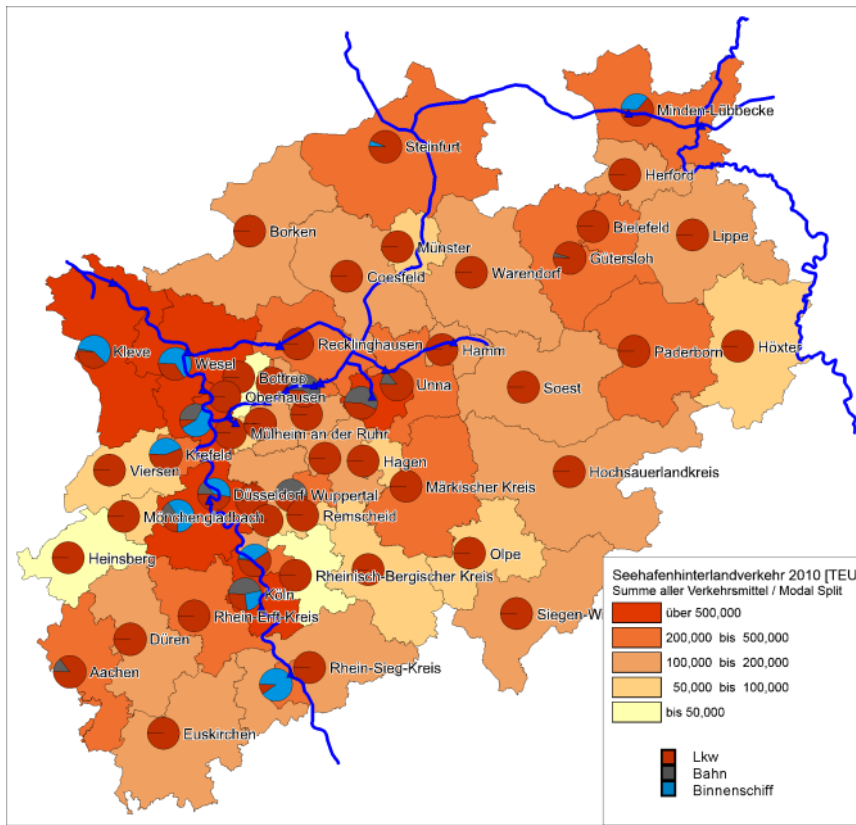 Minden-Lübbecke
Steinfurt
Herford
Borken
Bielefeld
Lippe
Münster
Gütersloh
Coesfeld
Warendorf
Kleve
Wesel
Recklinghausen
Hamm
Paderborn
Höxter
Bottrop
Unna
Soest
Oberhausen
Mülheim an der Ruhr
Krefeld
Viersen
Hagen
Hochsauerlandkreis
Märkischer Kreis
Düsseldorf
Wuppertal
Mönchengladbach
Remscheid
Heinsberg
Olpe
Rheinisch-Bergischer Kreis
Köln
Rhein-Erft-Kreis
Siegen-Wi
Düren
Rhein-Sieg-Kreis
Aachen
Euskirchen
Seehafenhinterlandverkehr 2010 [TEU
Summe aller Verkehrsmittel / Modal Split
über 500,000
200,000 bis 500,000
100,000 bis 200,000
50,000 bis 100,000
bis 50,000
Lkw
Bahn
Binnenschiff